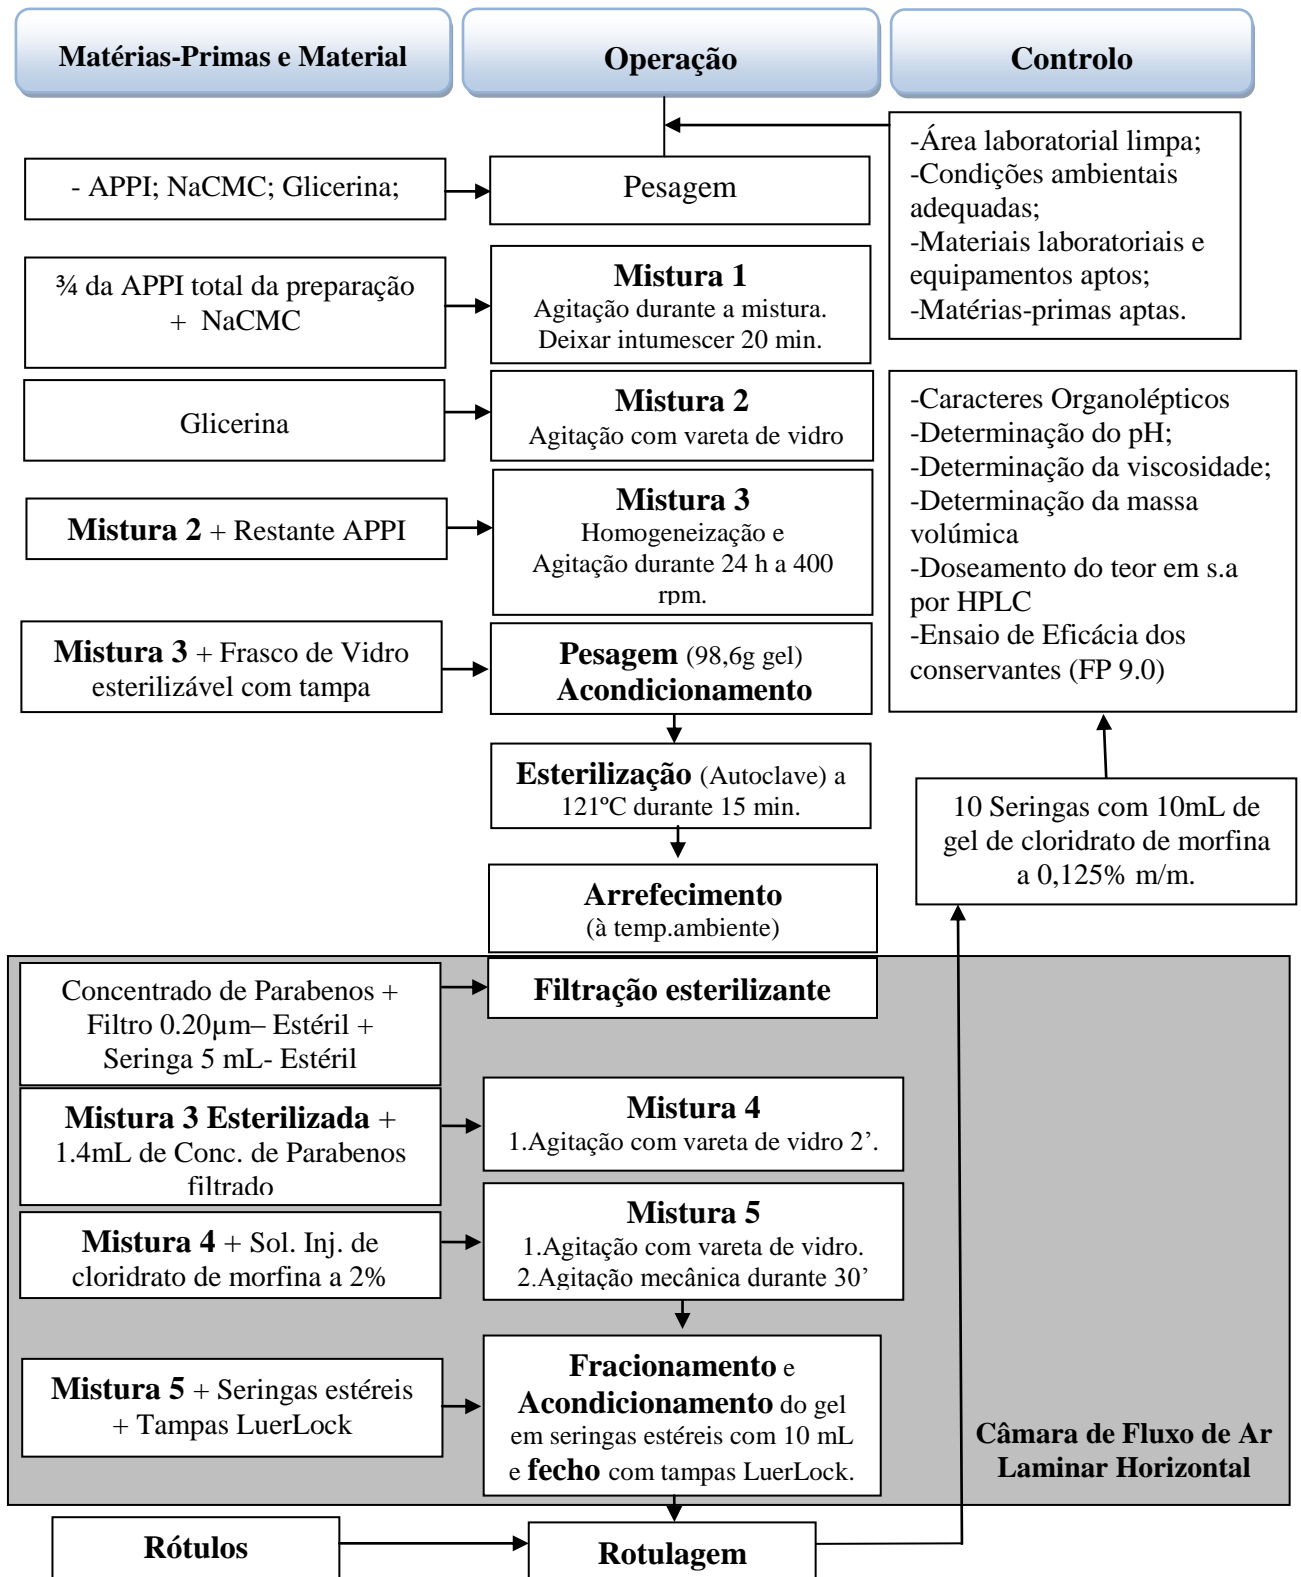 Matérias-Primas e Material
Operação
Controlo
-Área laboratorial limpa;
-Condições ambientais
adequadas;
-Materiais laboratoriais e
equipamentos aptos;
-Matérias-primas aptas.
- APPI; NaCMC; Glicerina;
Pesagem
¾ da APPI total da preparação
+ NaCMC
Mistura 1
Agitação durante a mistura.
Deixar intumescer 20 min.
Glicerina
Mistura 2
Agitação com vareta de vidro
-Caracteres Organolépticos
-Determinação do pH;
-Determinação da viscosidade;
-Determinação da massa
volúmica
-Doseamento do teor em s.a
por HPLC
-Ensaio de Eficácia dos
conservantes (FP 9.0)
Mistura 2 + Restante APPI
Mistura 3
Homogeneização e
Agitação durante 24 h a 400
rpm.
Mistura 3 + Frasco de Vidro
esterilizável com tampa
Pesagem (98,6g gel)
Acondicionamento
Esterilização (Autoclave) a
121ºC durante 15 min.
10 Seringas com 10mL de
gel de cloridrato de morfina
a 0,125% m/m.
Arrefecimento
(à temp.ambiente)
Concentrado de Parabenos +
Filtro 0.20µm– Estéril +
Seringa 5 mL- Estéril
Filtração esterilizante
Mistura 3 Esterilizada +
1.4mL de Conc. de Parabenos
filtrado
Mistura 4
1.Agitação com vareta de vidro 2’.
Mistura 4 + Sol. Inj. de
cloridrato de morfina a 2%
Mistura 5
1.Agitação com vareta de vidro.
2.Agitação mecânica durante 30’
Mistura 5 + Seringas estéreis
+ Tampas LuerLock
Fracionamento e
Acondicionamento do gel
em seringas estéreis com 10 mL
e fecho com tampas LuerLock.
Câmara de Fluxo de Ar
Laminar Horizontal
Rótulos
Rotulagem